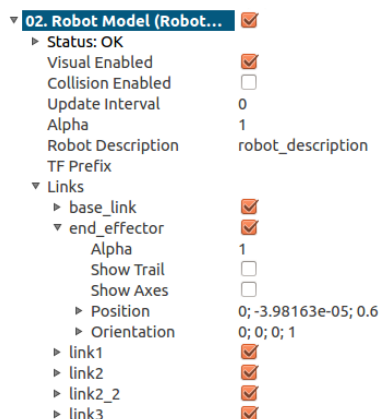 02. Robot Model (Robot...
Status: OK
Visual Enabled
Collision Enabled
Update Interval 0
Alpha 1
Robot Description robot_description
TF Prefix
Links
base_link
end_effector
Alpha 1
Show Trail
Show Axes
Position 0; -3.98163e-05; 0.6
Orientation 0; 0; 0; 1
link1
link2
link2_2
link3